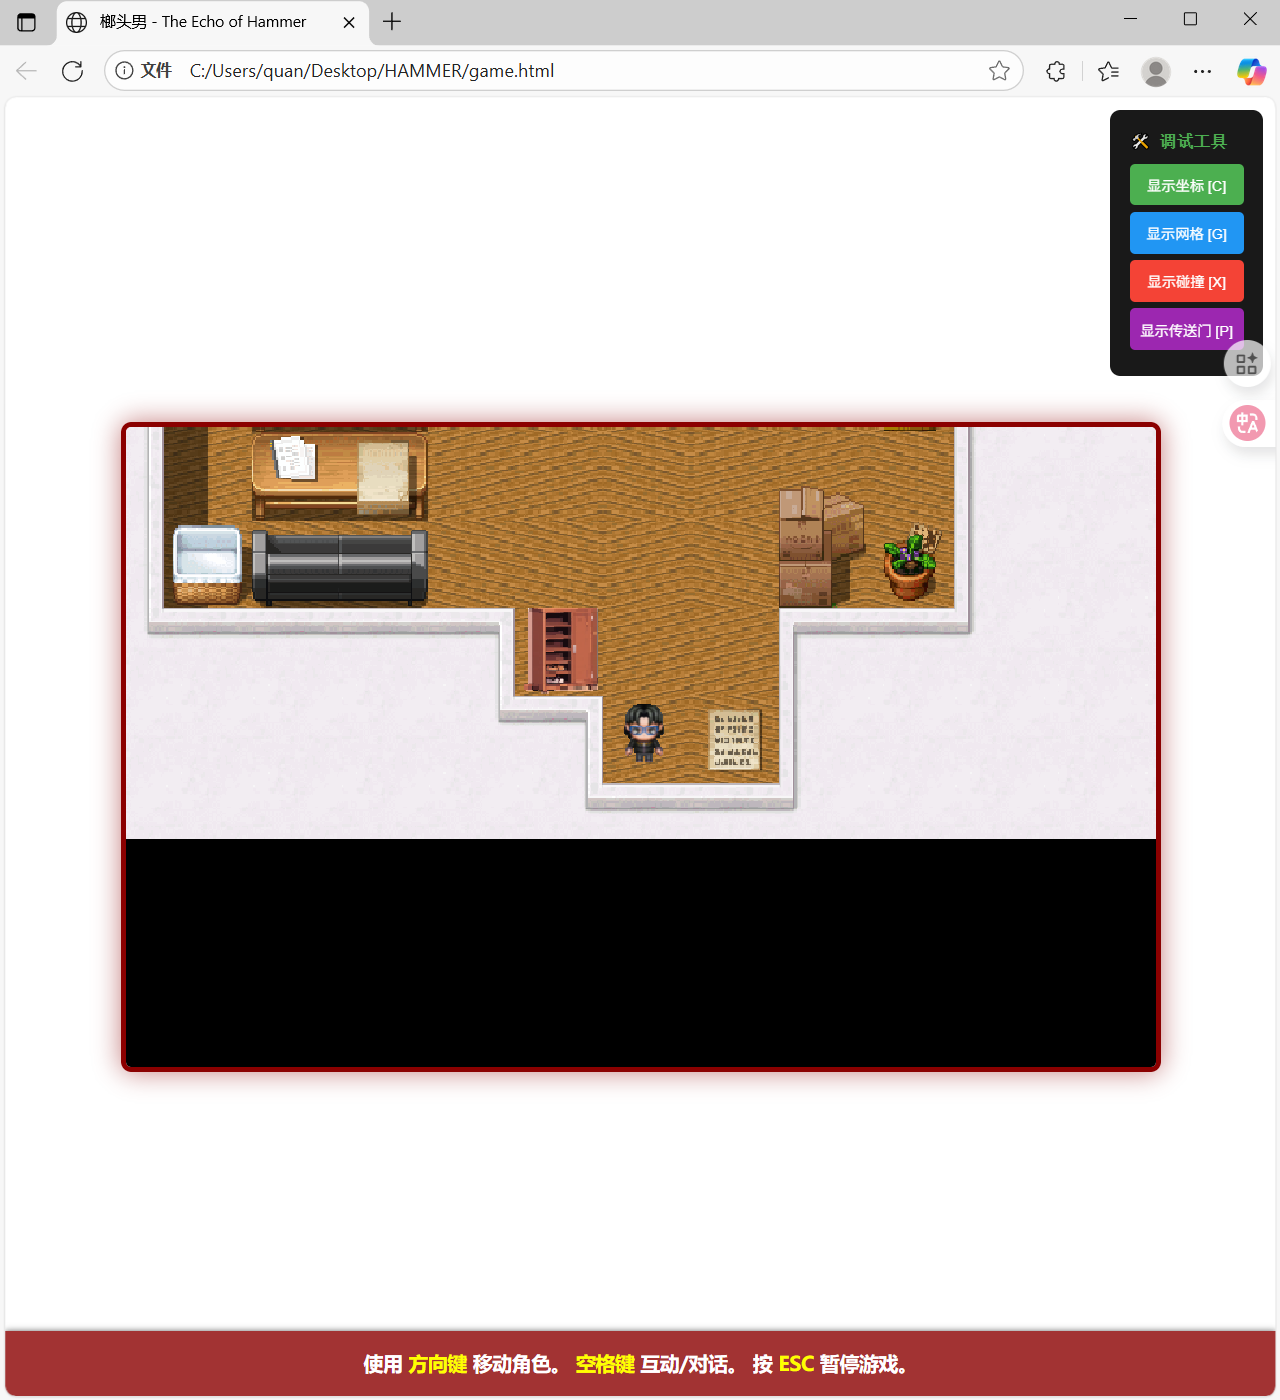 榔头男 - The Echo of Hammer
文件 C:/Users/quan/Desktop/HAMMER/game.html
调试工具
显示坐标 [C]
显示网格 [G]
显示碰撞 [X]
显示传送门 [P]
中 A
使用 方向键 移动角色。 空格键 互动/对话。 按 ESC 暂停游戏。